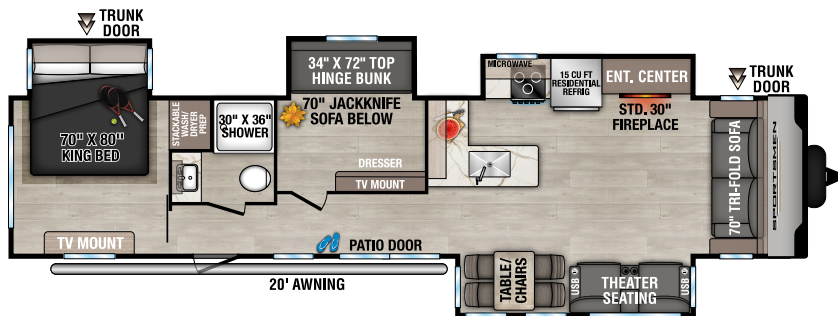 TRUNK
DOOR
34" X 72" TOP
HINGE BUNK
MICROWAVE
15 CU FT
RESIDENTIAL
REFRIG
ENT. CENTER
TRUNK
DOOR
70" X 80"
KING BED
STACKABLE
WASH/
DRYER
PREP
30" X 36"
SHOWER
70" JACKKNIFE
SOFA BELOW
STD. 30"
FIREPLACE
70" TRI-FOLD SOFA
SPORTSMEN
DRESSER
TV MOUNT
TV MOUNT
PATIO DOOR
20' AWNING
TABLE/
CHAIRS
USB
THEATER
SEATING
USB